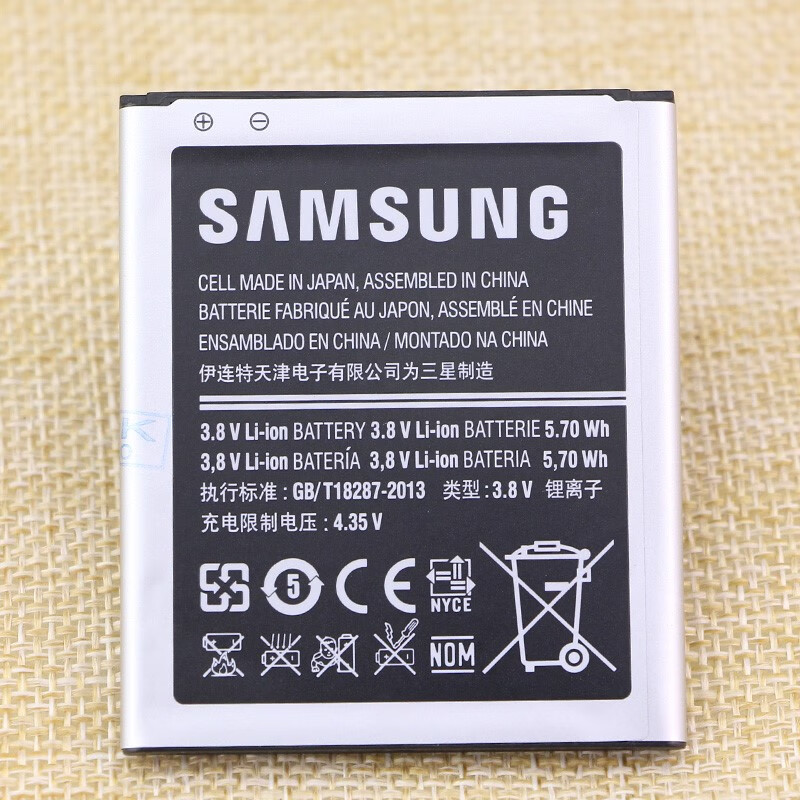 SAMSUNG
CELL MADE IN JAPAN, ASSEMBLED IN CHINA
BATTERIE FABRIQUÉ AU JAPON, ASSEMBLÉ EN CHINE
ENSAMBLADO EN CHINA / MONTADO NA CHINA
伊连特天津电子有限公司为三星制造
3.8 V Li-ion BATTERY 3.8 V Li-ion BATTERIE 5.70 Wh
3,8 V Li-ion BATERÍA 3,8 V Li-ion BATERIA 5,70 Wh
执行标准 : GB/T18287-2013 类型 : 3.8 V 锂离子
充电限制电压 : 4.35 V
5 CE NYCE
NOM